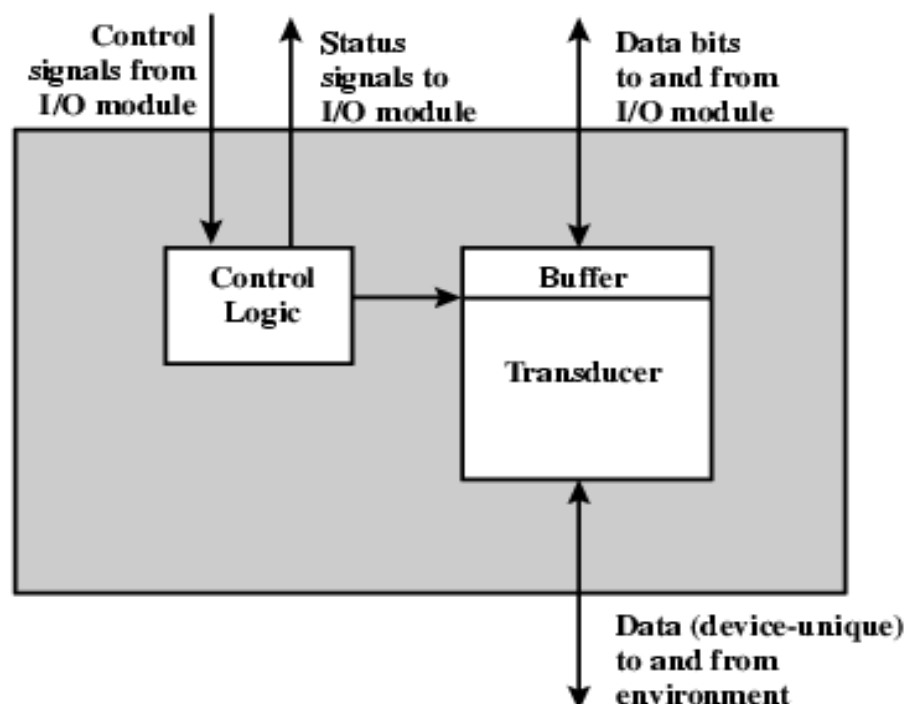 Control
signals from
I/O module
Status
signals to
I/O module
Data bits
to and from
I/O module
Control
Logic
Buffer
Transducer
Data (device-unique)
to and from
environment